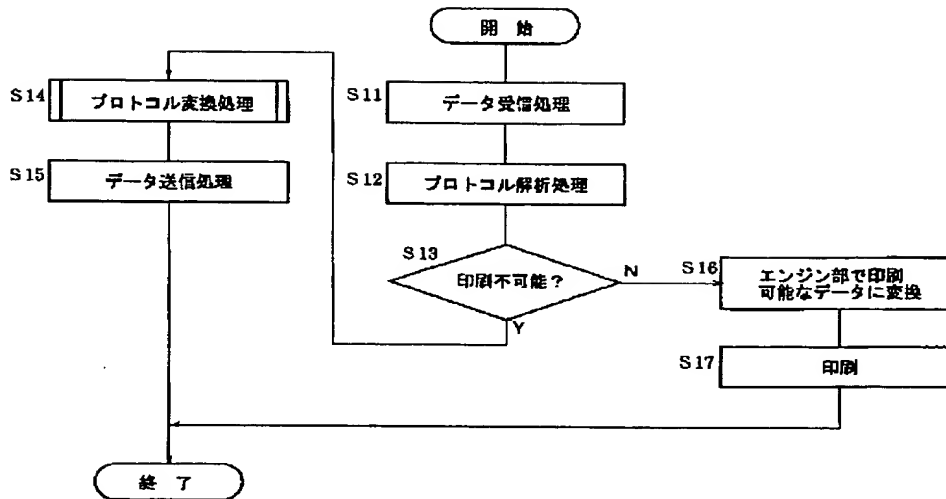 開 始
S11
データ受信処理
S12
プロトコル解析処理
S13
印刷不可能?
Y
N
S14
プロトコル変換処理
S15
データ送信処理
S16
エンジン部で印刷
可能なデータに変換
S17
印刷
終 了